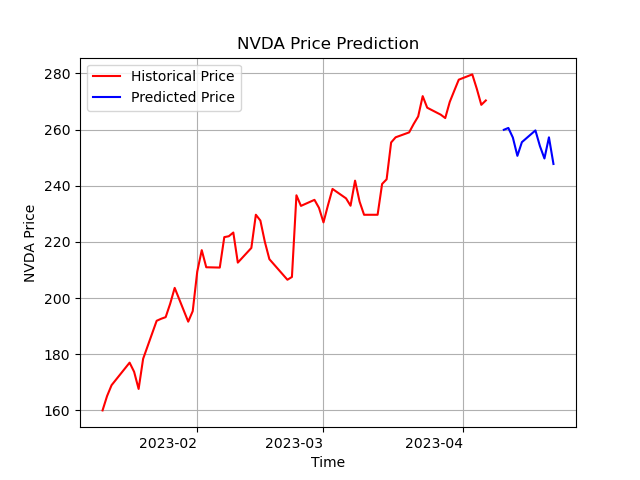 NVDA Price Prediction
Historical Price
Predicted Price
280
260
240
220
200
180
160
NVDA Price
2023-02
2023-03
2023-04
Time